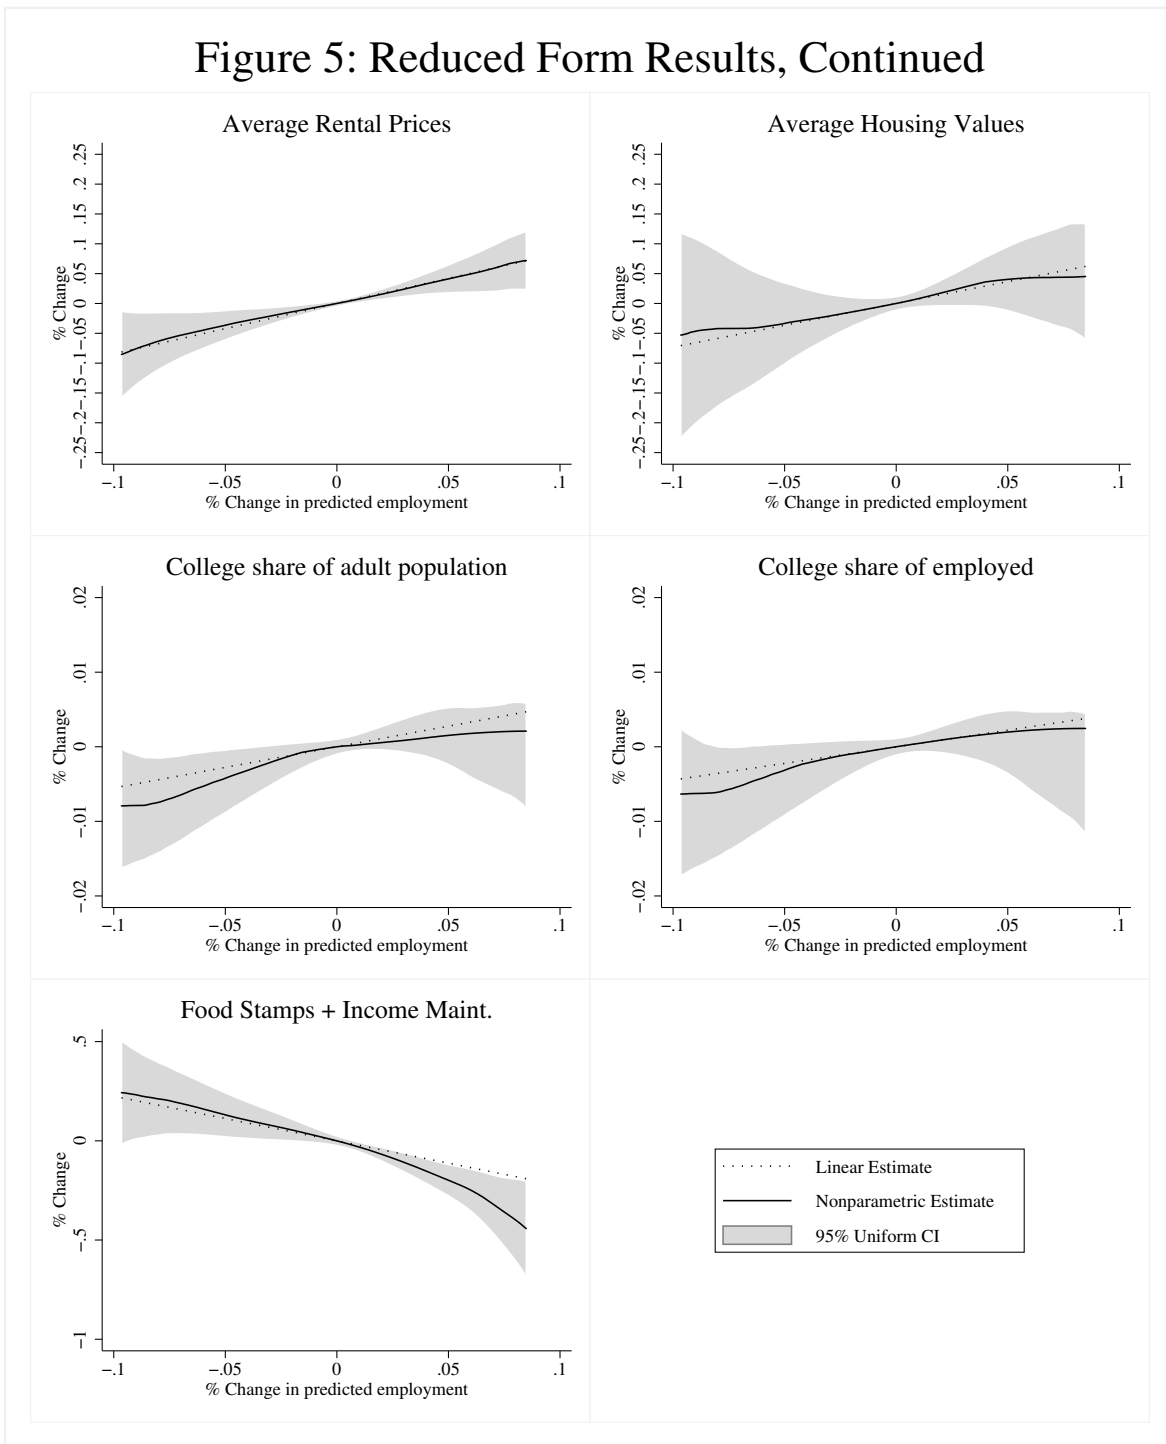 Figure 5: Reduced Form Results, Continued
Average Rental Prices
% Change
.25
.2
.15
.1
.05
0
−.05
−.1
−.15
−.2
−.25
−.1 −.05 0 .05 .1
% Change in predicted employment
Average Housing Values
% Change
.25
.2
.15
.1
.05
0
−.05
−.1
−.15
−.2
−.25
−.1 −.05 0 .05 .1
% Change in predicted employment
College share of adult population
% Change
.02
.01
0
−.01
−.02
−.1 −.05 0 .05 .1
% Change in predicted employment
College share of employed
% Change
.02
.01
0
−.01
−.02
−.1 −.05 0 .05 .1
% Change in predicted employment
Food Stamps + Income Maint.
% Change
.5
0
−.5
−1
−.1 −.05 0 .05 .1
% Change in predicted employment
Linear Estimate
Nonparametric Estimate
95% Uniform CI